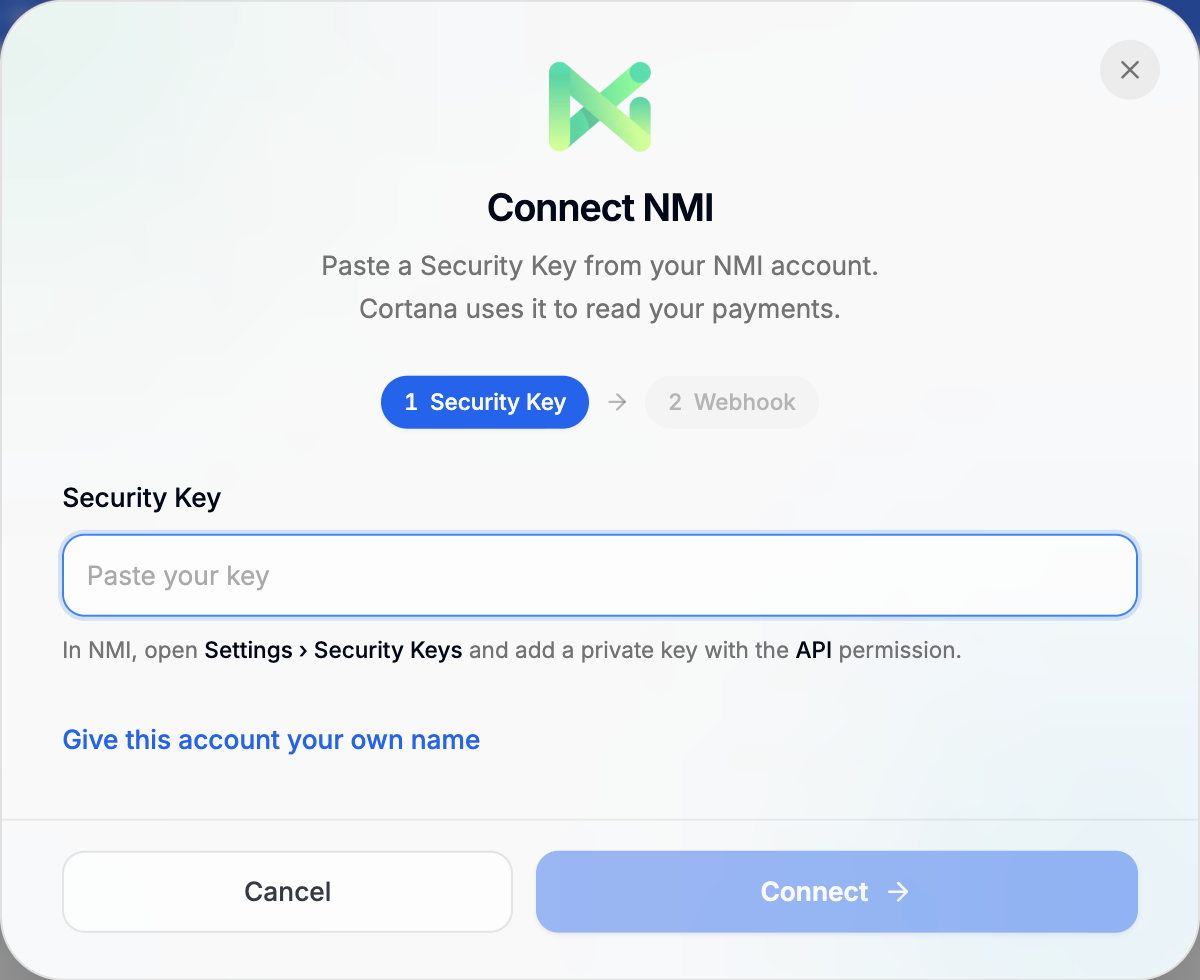 Connect NMI
Paste a Security Key from your NMI account.
Cortana uses it to read your payments.
1 Security Key → 2 Webhook
Security Key
Paste your key
In NMI, open Settings › Security Keys and add a private key with the API permission.
Give this account your own name
Cancel
Connect →